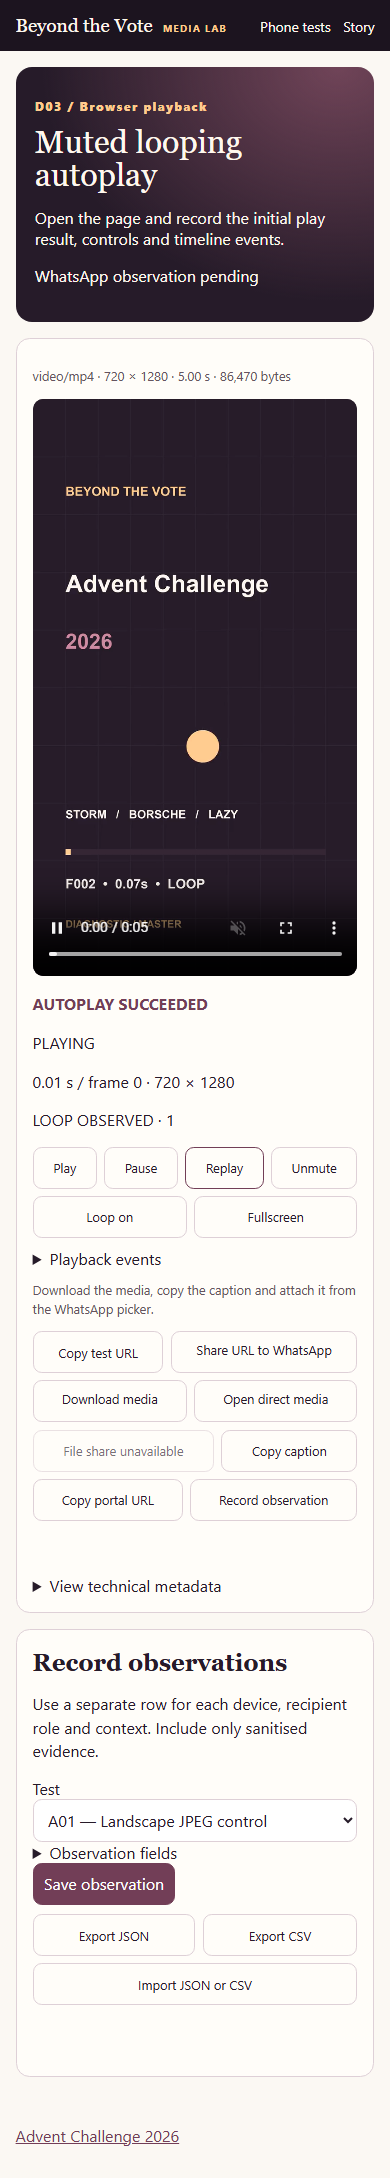 Beyond the Vote MEDIA LAB Phone tests Story
D03 / Browser playback
Muted looping
autoplay
Open the page and record the initial play
result, controls and timeline events.
WhatsApp observation pending
video/mp4 · 720 × 1280 · 5.00 s · 86,470 bytes
BEYOND THE VOTE
Advent Challenge
2026
STORM / BORSCHE / LAZY
F002 • 0.07s • LOOP
DIAGNOSTIC MASTER
0:00 / 0:05
AUTOPLAY SUCCEEDED
PLAYING
0.01 s / frame 0 · 720 × 1280
LOOP OBSERVED · 1
Play Pause Replay Unmute
Loop on Fullscreen
Playback events
Download the media, copy the caption and attach it from
the WhatsApp picker.
Copy test URL Share URL to WhatsApp
Download media Open direct media
File share unavailable Copy caption
Copy portal URL Record observation
View technical metadata
Record observations
Use a separate row for each device, recipient
role and context. Include only sanitised
evidence.
Test
A01 — Landscape JPEG control
Observation fields
Save observation
Export JSON Export CSV
Import JSON or CSV
Advent Challenge 2026